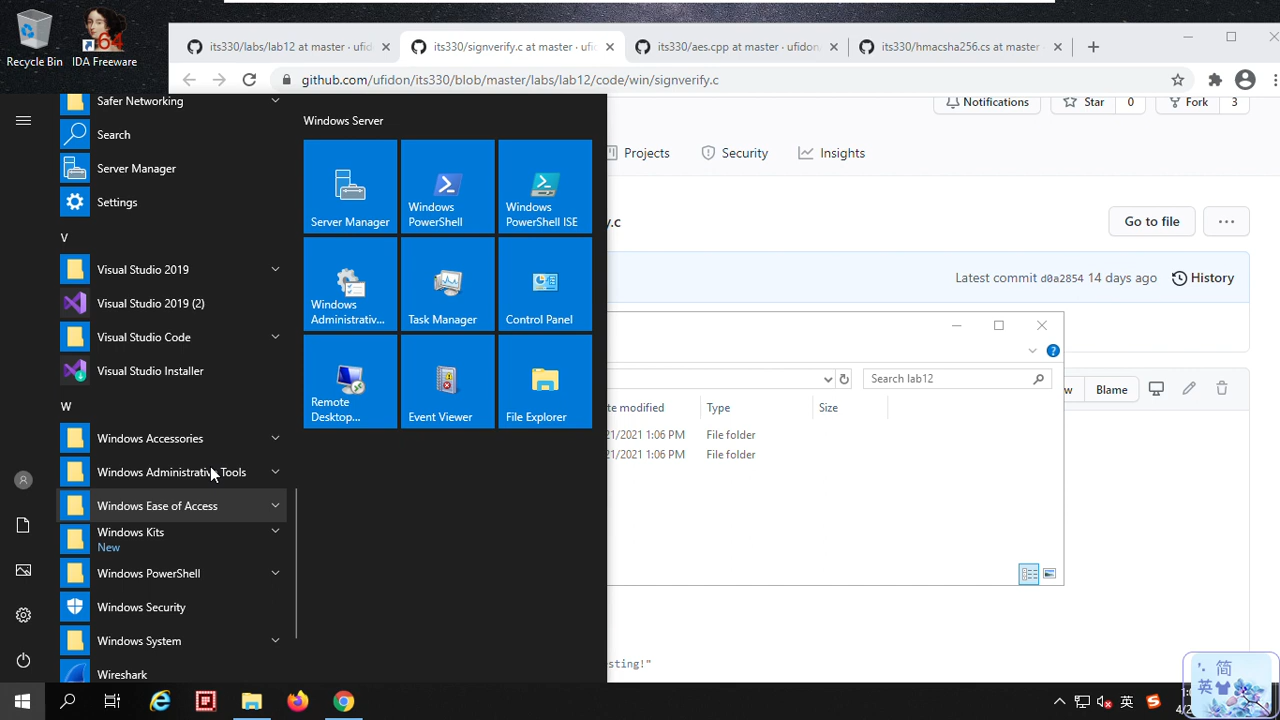 Recycle Bin
IDA Freeware
64
its330/labs/lab12 at master · ufid
its330/signverify.c at master · ufi
its330/aes.cpp at master · ufidon
its330/hmacsha256.cs at master
github.com/ufidon/its330/blob/master/labs/lab12/code/win/signverify.c
Notifications
Star
0
Fork
3
Projects
Security
Insights
y.c
Go to file
Latest commit d0a2854 14 days ago
History
Search lab12
te modified
Type
Size
21/2021 1:06 PM
File folder
21/2021 1:06 PM
File folder
w
Blame
sting!"
Safer Networking
Search
Server Manager
Settings
V
Visual Studio 2019
Visual Studio 2019 (2)
Visual Studio Code
Visual Studio Installer
W
Windows Accessories
Windows Administrative Tools
Windows Ease of Access
Windows Kits
New
Windows PowerShell
Windows Security
Windows System
Wireshark
Windows Server
Server Manager
Windows
PowerShell
Windows
PowerShell ISE
Windows
Administrativ...
Task Manager
Control Panel
Remote
Desktop...
Event Viewer
File Explorer
英
简
英